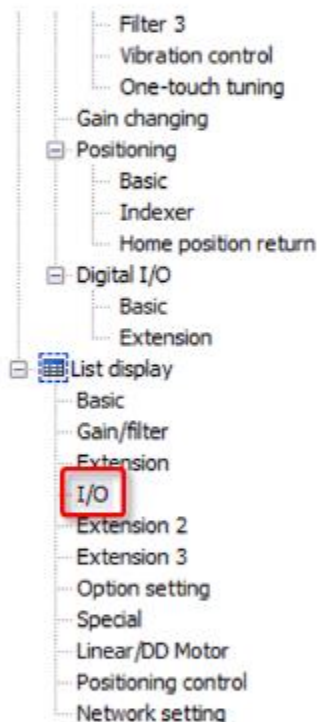 Filter 3
Vibration control
One-touch tuning
Gain changing
Positioning
Basic
Indexer
Home position return
Digital I/O
Basic
Extension
List display
Basic
Gain/filter
Extension
I/O
Extension 2
Extension 3
Option setting
Special
Linear/DD Motor
Positioning control
Network setting